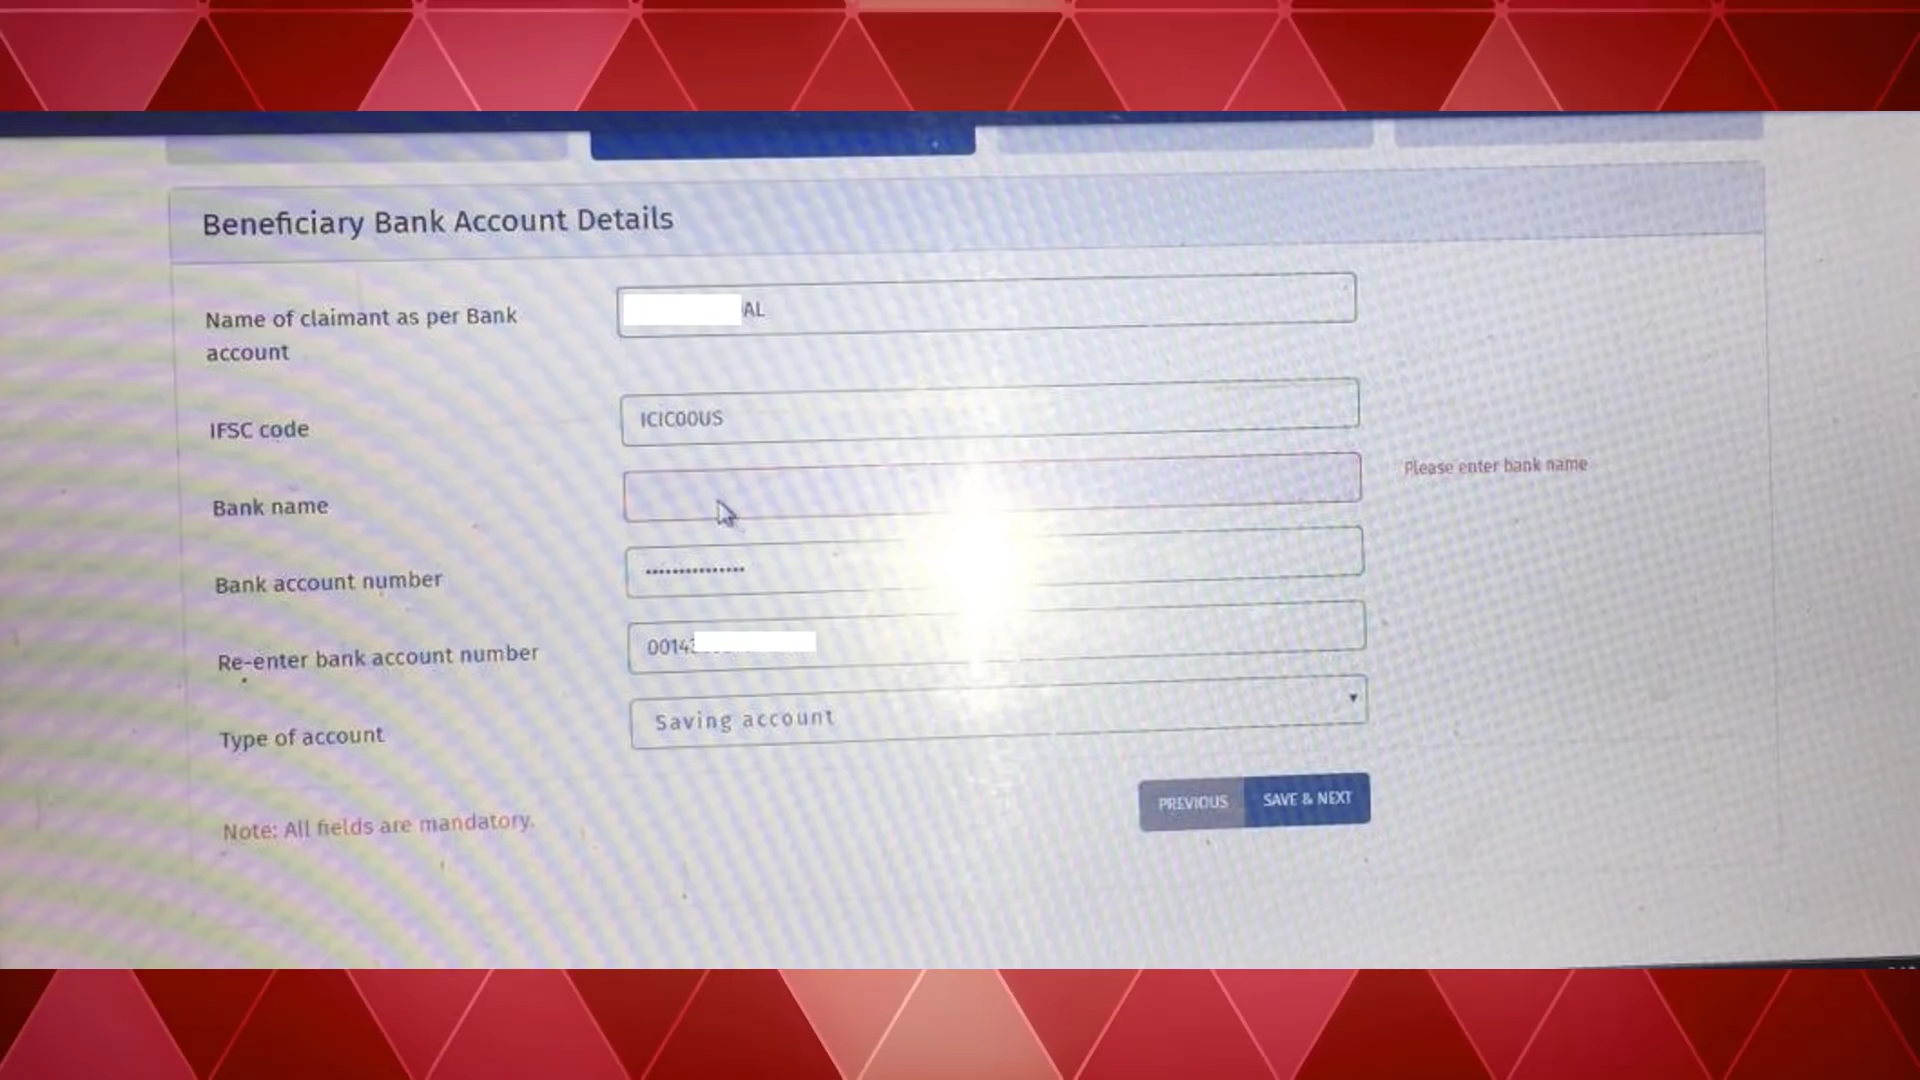 Beneficiary Bank Account Details
Name of claimant as per Bank account
AL
IFSC code
ICIC00US
Bank name
Please enter bank name
Bank account number
•••••••••••••••
Re-enter bank account number
0014
Type of account
Saving account
Note: All fields are mandatory.
PREVIOUS
SAVE & NEXT